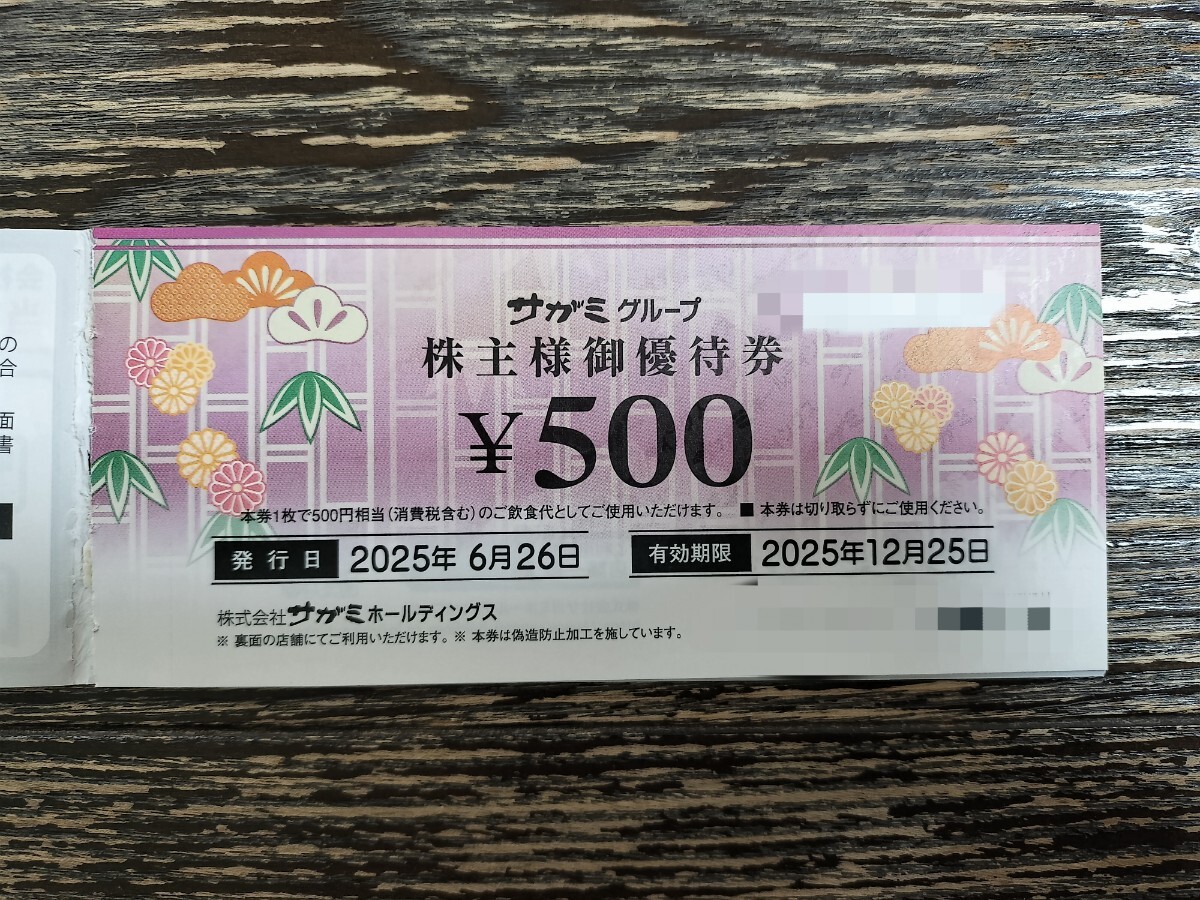 の
合
面
書
サガミグループ
株主様御優待券
¥500
本券1枚で500円相当(消費税含む)のご飲食代としてご使用いただけます。 ■ 本券は切り取らずにご使用ください。
発行日 2025年 6月26日 有効期限 2025年12月25日
株式会社サガミホールディングス
※ 裏面の店舗にてご利用いただけます。※ 本券は偽造防止加工を施しています。